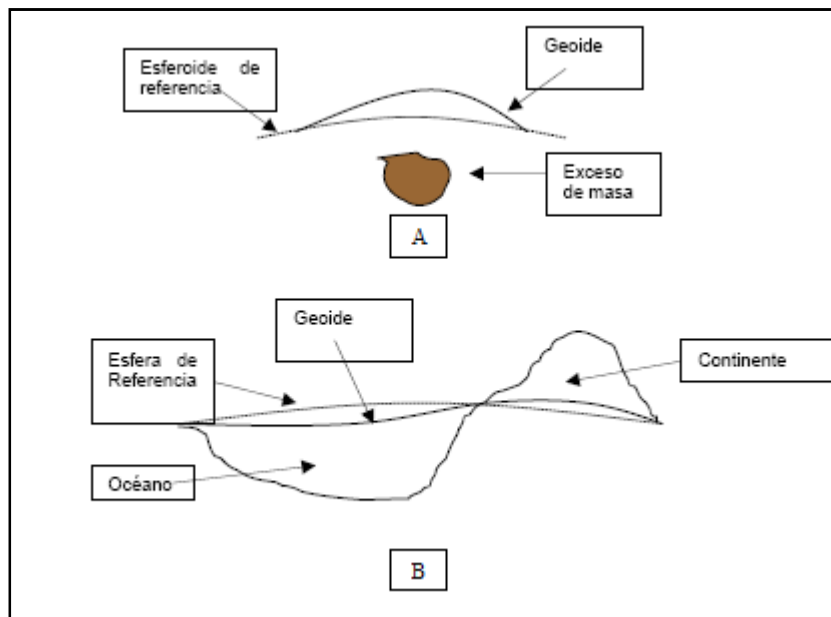 Geoide
Esferoide de
referencia
Exceso
de masa
A
Geoide
Esfera de
Referencia
Continente
Océano
B